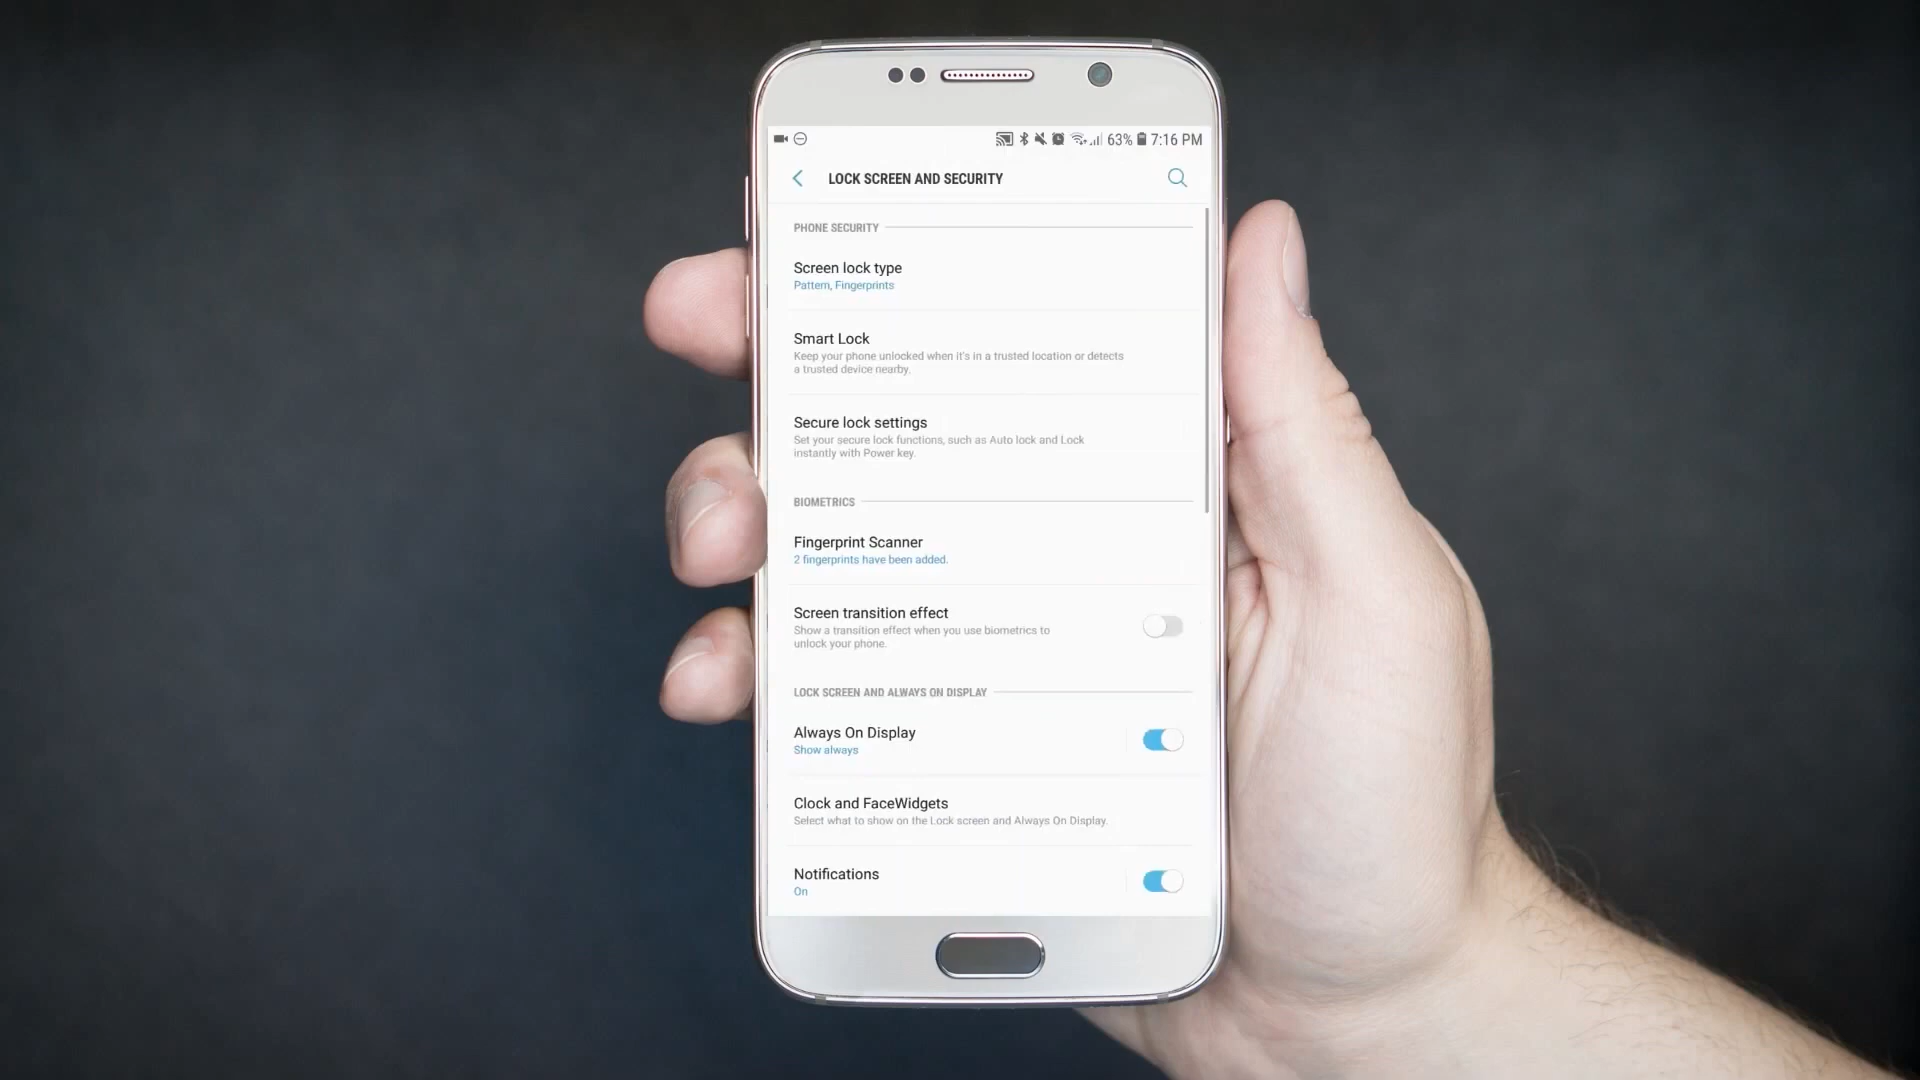 63% 7:16 PM
LOCK SCREEN AND SECURITY
PHONE SECURITY
Screen lock type
Pattern, Fingerprints
Smart Lock
Keep your phone unlocked when it's in a trusted location or detects
a trusted device nearby.
Secure lock settings
Set your secure lock functions, such as Auto lock and Lock
instantly with Power key.
BIOMETRICS
Fingerprint Scanner
2 fingerprints have been added.
Screen transition effect
Show a transition effect when you use biometrics to
unlock your phone.
LOCK SCREEN AND ALWAYS ON DISPLAY
Always On Display
Show always
Clock and FaceWidgets
Select what to show on the Lock screen and Always On Display.
Notifications
On